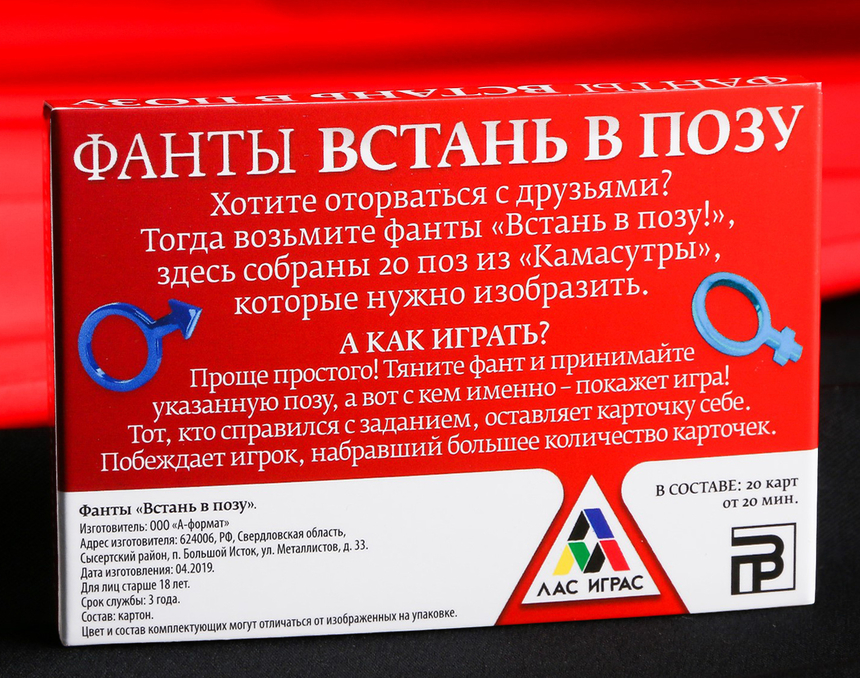 ФАНТЫ ВСТАНЬ В ПОЗУ
ФАНТЫ ВСТАНЬ В ПОЗУ
Хотите оторваться с друзьями?
Тогда возьмите фанты «Встань в позу!»,
здесь собраны 20 поз из «Камасутры»,
которые нужно изобразить.
А КАК ИГРАТЬ?
Проще простого! Тяните фант и принимайте
указанную позу, а вот с кем именно – покажет игра!
Тот, кто справился с заданием, оставляет карточку себе.
Побеждает игрок, набравший большее количество карточек.
Фанты «Встань в позу».
Изготовитель: ООО «А-формат»
Адрес изготовителя: 624006, РФ, Свердловская область,
Сысертский район, п. Большой Исток, ул. Металлистов, д. 33.
Дата изготовления: 04.2019.
Для лиц старше 18 лет.
Срок службы: 3 года.
Состав: картон.
Цвет и состав комплектующих могут отличаться от изображенных на упаковке.
ЛАС ИГРАС
В СОСТАВЕ: 20 карт
от 20 мин.